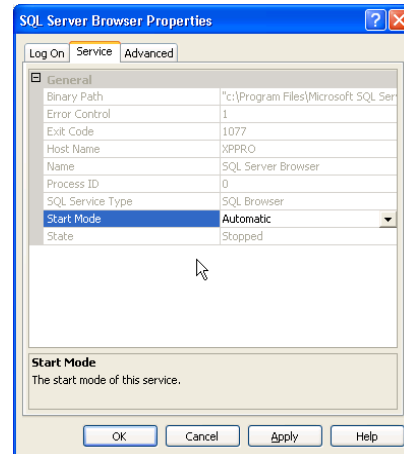 SQL Server Browser Properties
Log On Service Advanced
General
Binary Path "c:\Program Files\Microsoft SQL Ser
Error Control 1
Exit Code 1077
Host Name XPPRO
Name SQL Server Browser
Process ID 0
SQL Service Type SQL Browser
Start Mode Automatic
State Stopped
Start Mode
The start mode of this service.
OK Cancel Apply Help